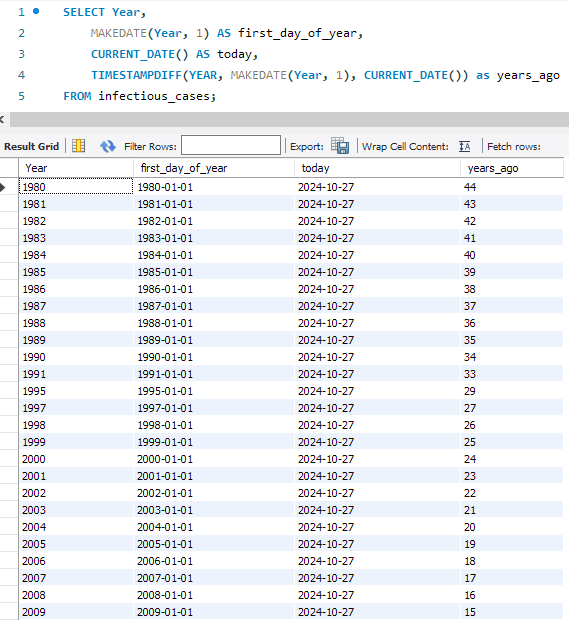 1 SELECT Year,
2 MAKEDATE(Year, 1) AS first_day_of_year,
3 CURRENT_DATE() AS today,
4 TIMESTAMPDIFF(YEAR, MAKEDATE(Year, 1), CURRENT_DATE()) as years_ago
5 FROM infectious_cases;
Result Grid Filter Rows: Export: Wrap Cell Content: Fetch rows:
Year first_day_of_year today years_ago
1980 1980-01-01 2024-10-27 44
1981 1981-01-01 2024-10-27 43
1982 1982-01-01 2024-10-27 42
1983 1983-01-01 2024-10-27 41
1984 1984-01-01 2024-10-27 40
1985 1985-01-01 2024-10-27 39
1986 1986-01-01 2024-10-27 38
1987 1987-01-01 2024-10-27 37
1988 1988-01-01 2024-10-27 36
1989 1989-01-01 2024-10-27 35
1990 1990-01-01 2024-10-27 34
1991 1991-01-01 2024-10-27 33
1995 1995-01-01 2024-10-27 29
1997 1997-01-01 2024-10-27 27
1998 1998-01-01 2024-10-27 26
1999 1999-01-01 2024-10-27 25
2000 2000-01-01 2024-10-27 24
2001 2001-01-01 2024-10-27 23
2002 2002-01-01 2024-10-27 22
2003 2003-01-01 2024-10-27 21
2004 2004-01-01 2024-10-27 20
2005 2005-01-01 2024-10-27 19
2006 2006-01-01 2024-10-27 18
2007 2007-01-01 2024-10-27 17
2008 2008-01-01 2024-10-27 16
2009 2009-01-01 2024-10-27 15